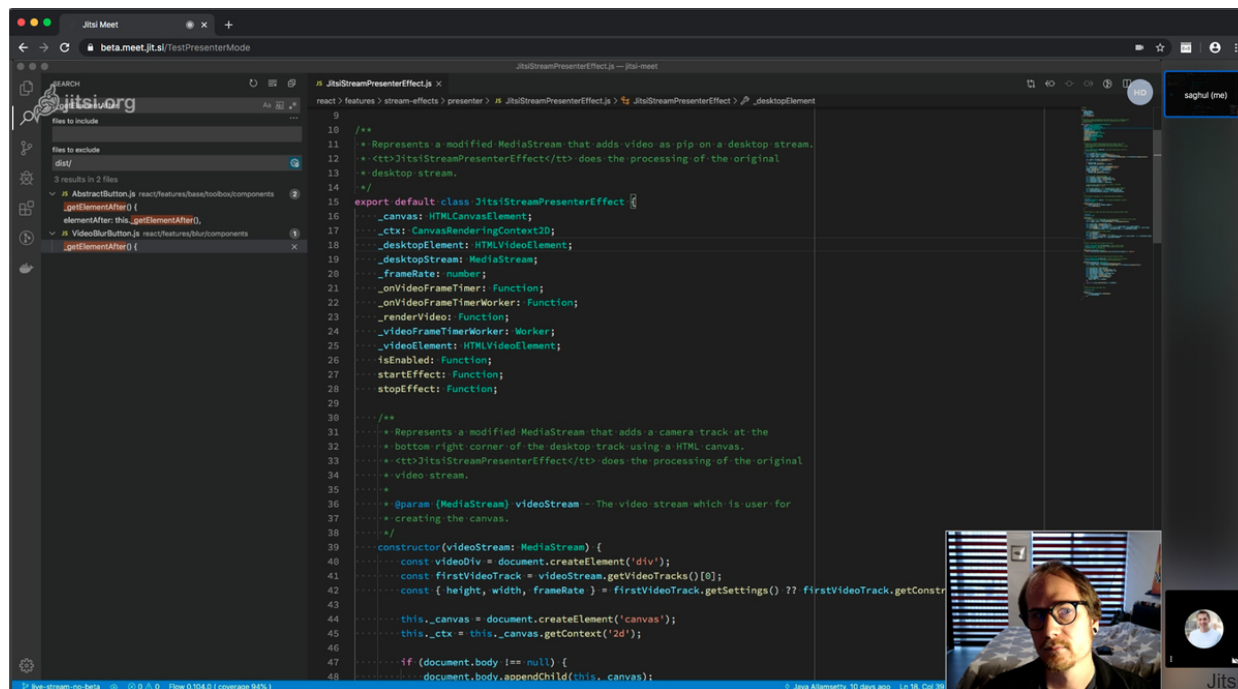 Jitsi Meet
beta.meet.jit.si/TestPresenterMode
JitsiStreamPresenterEffect.js — jitsi-meet
SEARCH
jitsi.org
files to include
files to exclude
dist/
3 results in 2 files
JS AbstractButton.js react/features/base/toolbox/components 2
_getElementAfter() {
elementAfter: this._getElementAfter(),
JS VideoBlurButton.js react/features/blur/components 1
_getElementAfter() {
JS JitsiStreamPresenterEffect.js
HD
react > features > stream-effects > presenter > JS JitsiStreamPresenterEffect.js > JitsiStreamPresenterEffect > _desktopElement
9
10 /**
11 * Represents a modified MediaStream that adds video as pip on a desktop stream.
12 * <tt>JitsiStreamPresenterEffect</tt> does the processing of the original
13 * desktop stream.
14 */
15 export default class JitsiStreamPresenterEffect {
16 _canvas: HTMLCanvasElement;
17 _ctx: CanvasRenderingContext2D;
18 _desktopElement: HTMLVideoElement;
19 _desktopStream: MediaStream;
20 _frameRate: number;
21 _onVideoFrameTimer: Function;
22 _onVideoFrameTimerWorker: Function;
23 _renderVideo: Function;
24 _videoFrameTimerWorker: Worker;
25 _videoElement: HTMLVideoElement;
26 isEnabled: Function;
27 startEffect: Function;
28 stopEffect: Function;
29
30 /**
31 * Represents a modified MediaStream that adds a camera track at the
32 * bottom right corner of the desktop track using a HTML canvas.
33 * <tt>JitsiStreamPresenterEffect</tt> does the processing of the original
34 * video stream.
35 *
36 * @param {MediaStream} videoStream - The video stream which is user for
37 * creating the canvas.
38 */
39 constructor(videoStream: MediaStream) {
40 const videoDiv = document.createElement('div');
41 const firstVideoTrack = videoStream.getVideoTracks()[0];
42 const { height, width, frameRate } = firstVideoTrack.getSettings() ?? firstVideoTrack.getConstr
43
44 this._canvas = document.createElement('canvas');
45 this._ctx = this._canvas.getContext('2d');
46
47 if (document.body !== null) {
48 document.body.appendChild(this._canvas);
saghul (me)
Jits
live-stream-no-beta 0 0 Flow 0.104.0 (coverage 94%)
Java Allamsetty, 10 days ago Ln 18, Col 39